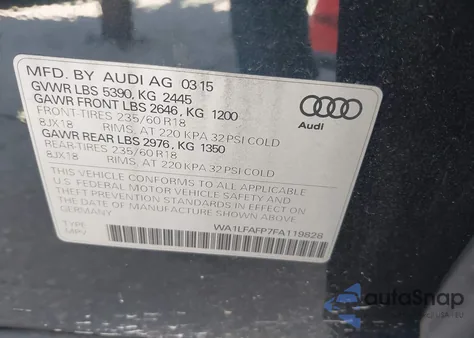 MFD. BY AUDI AG 03 15
GVWR LBS 5390, KG 2445
GAWR FRONT LBS 2646, KG 1200
FRONT-TIRES 235/60 R18
8JX18 RIMS, AT 220 KPA 32 PSI COLD
GAWR REAR LBS 2976, KG 1350
REAR-TIRES 235/60 R18
8JX18 RIMS, AT 220 KPA 32 PSI COLD
THIS VEHICLE CONFORMS TO ALL APPLICABLE
U.S. FEDERAL MOTOR VEHICLE SAFETY AND
THEFT PREVENTION STANDARDS IN EFFECT ON
THE DATE OF MANUFACTURE SHOWN ABOVE.
WA1LFAFP7FA119828
TYPE: MPV
Audi
autoSnap